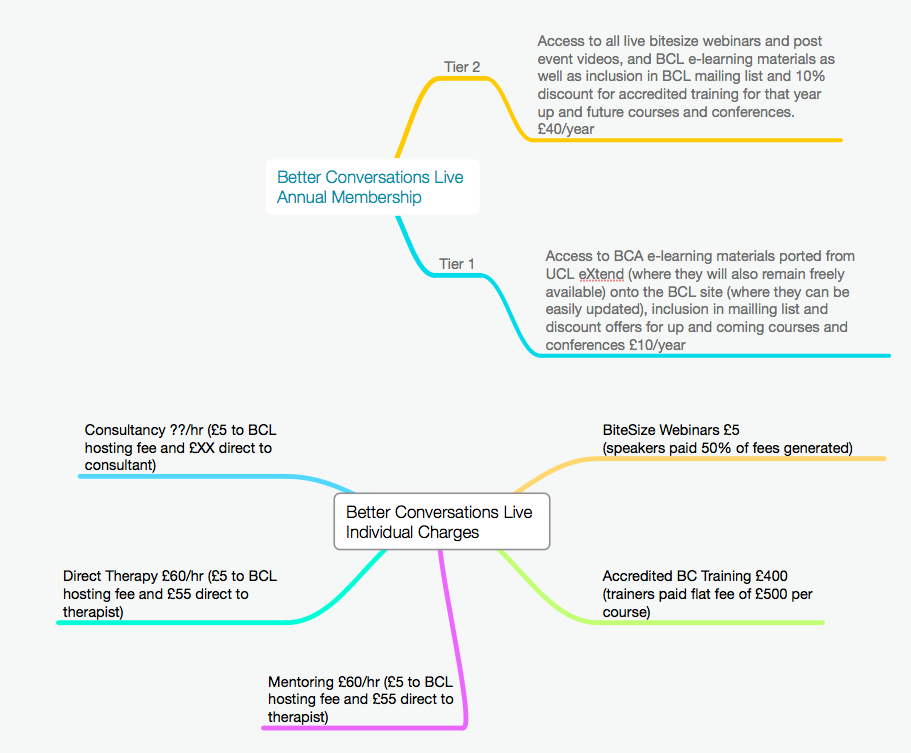 Tier 2
Access to all live bitesize webinars and post
event videos, and BCL e-learning materials as
well as inclusion in BCL mailing list and 10%
discount for accredited training for that year
up and future courses and conferences.
£40/year
Better Conversations Live
Annual Membership
Tier 1
Access to BCA e-learning materials ported from
UCL eXtend (where they will also remain freely
available) onto the BCL site (where they can be
easily updated), inclusion in mailling list and
discount offers for up and coming courses and
conferences £10/year
Consultancy ??/hr (£5 to BCL
hosting fee and £XX direct to
consultant)
BiteSize Webinars £5
(speakers paid 50% of fees generated)
Better Conversations Live
Individual Charges
Direct Therapy £60/hr (£5 to BCL
hosting fee and £55 direct to
therapist)
Accredited BC Training £400
(trainers paid flat fee of £500 per
course)
Mentoring £60/hr (£5 to BCL
hosting fee and £55 direct to
therapist)